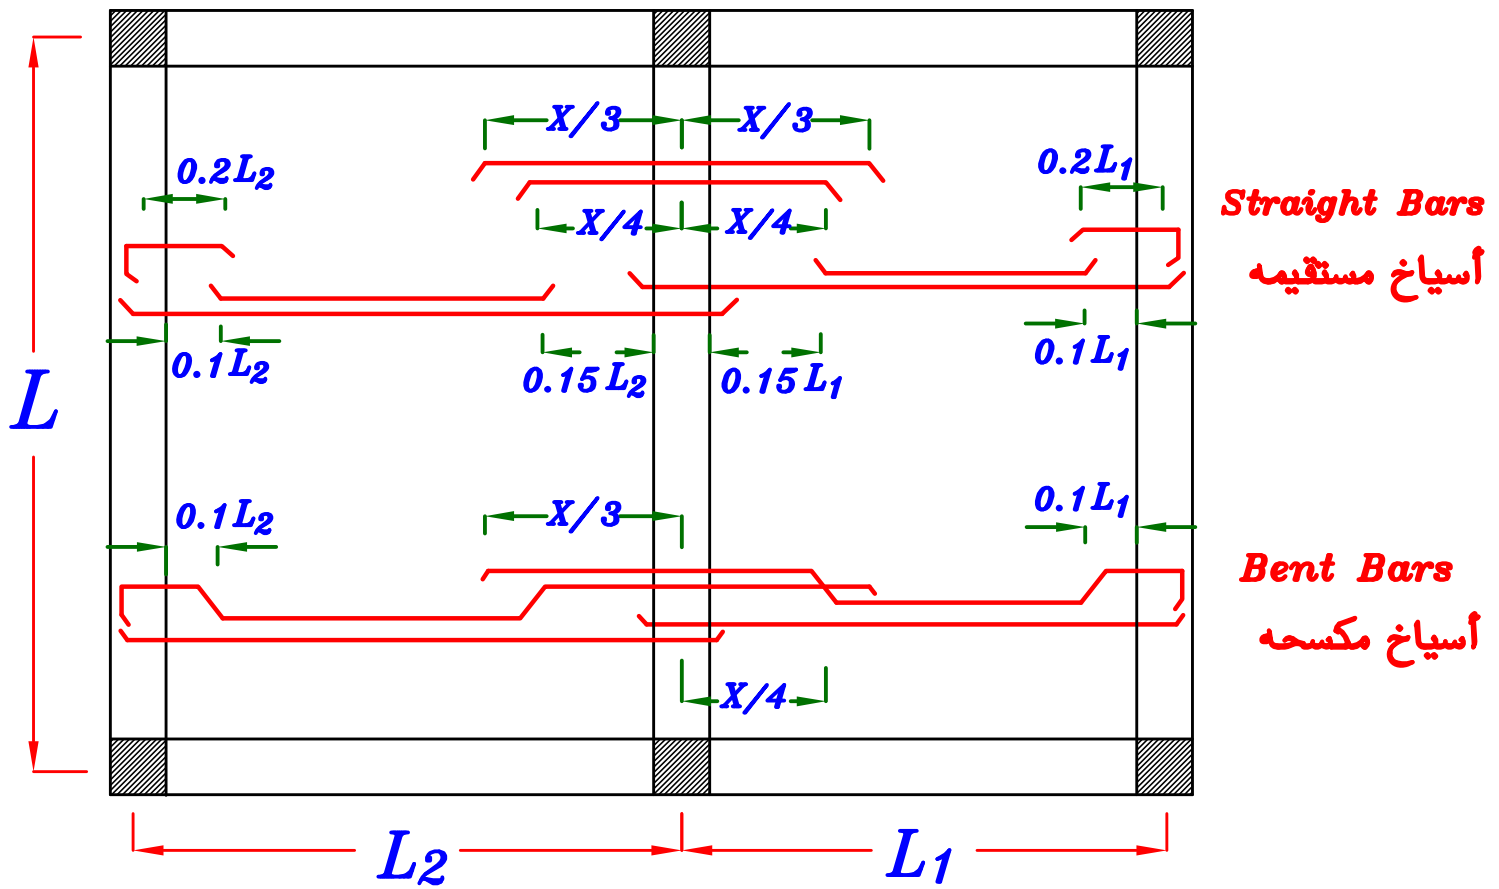 X/3
X/3
0.2L₂
0.2L₁
Straight Bars
X/4
X/4
أسياخ مستقيمه
0.1L₂
0.15L₂
0.15L₁
0.1L₁
L
0.1L₂
X/3
0.1L₁
Bent Bars
أسياخ مكسحه
X/4
L₂
L₁